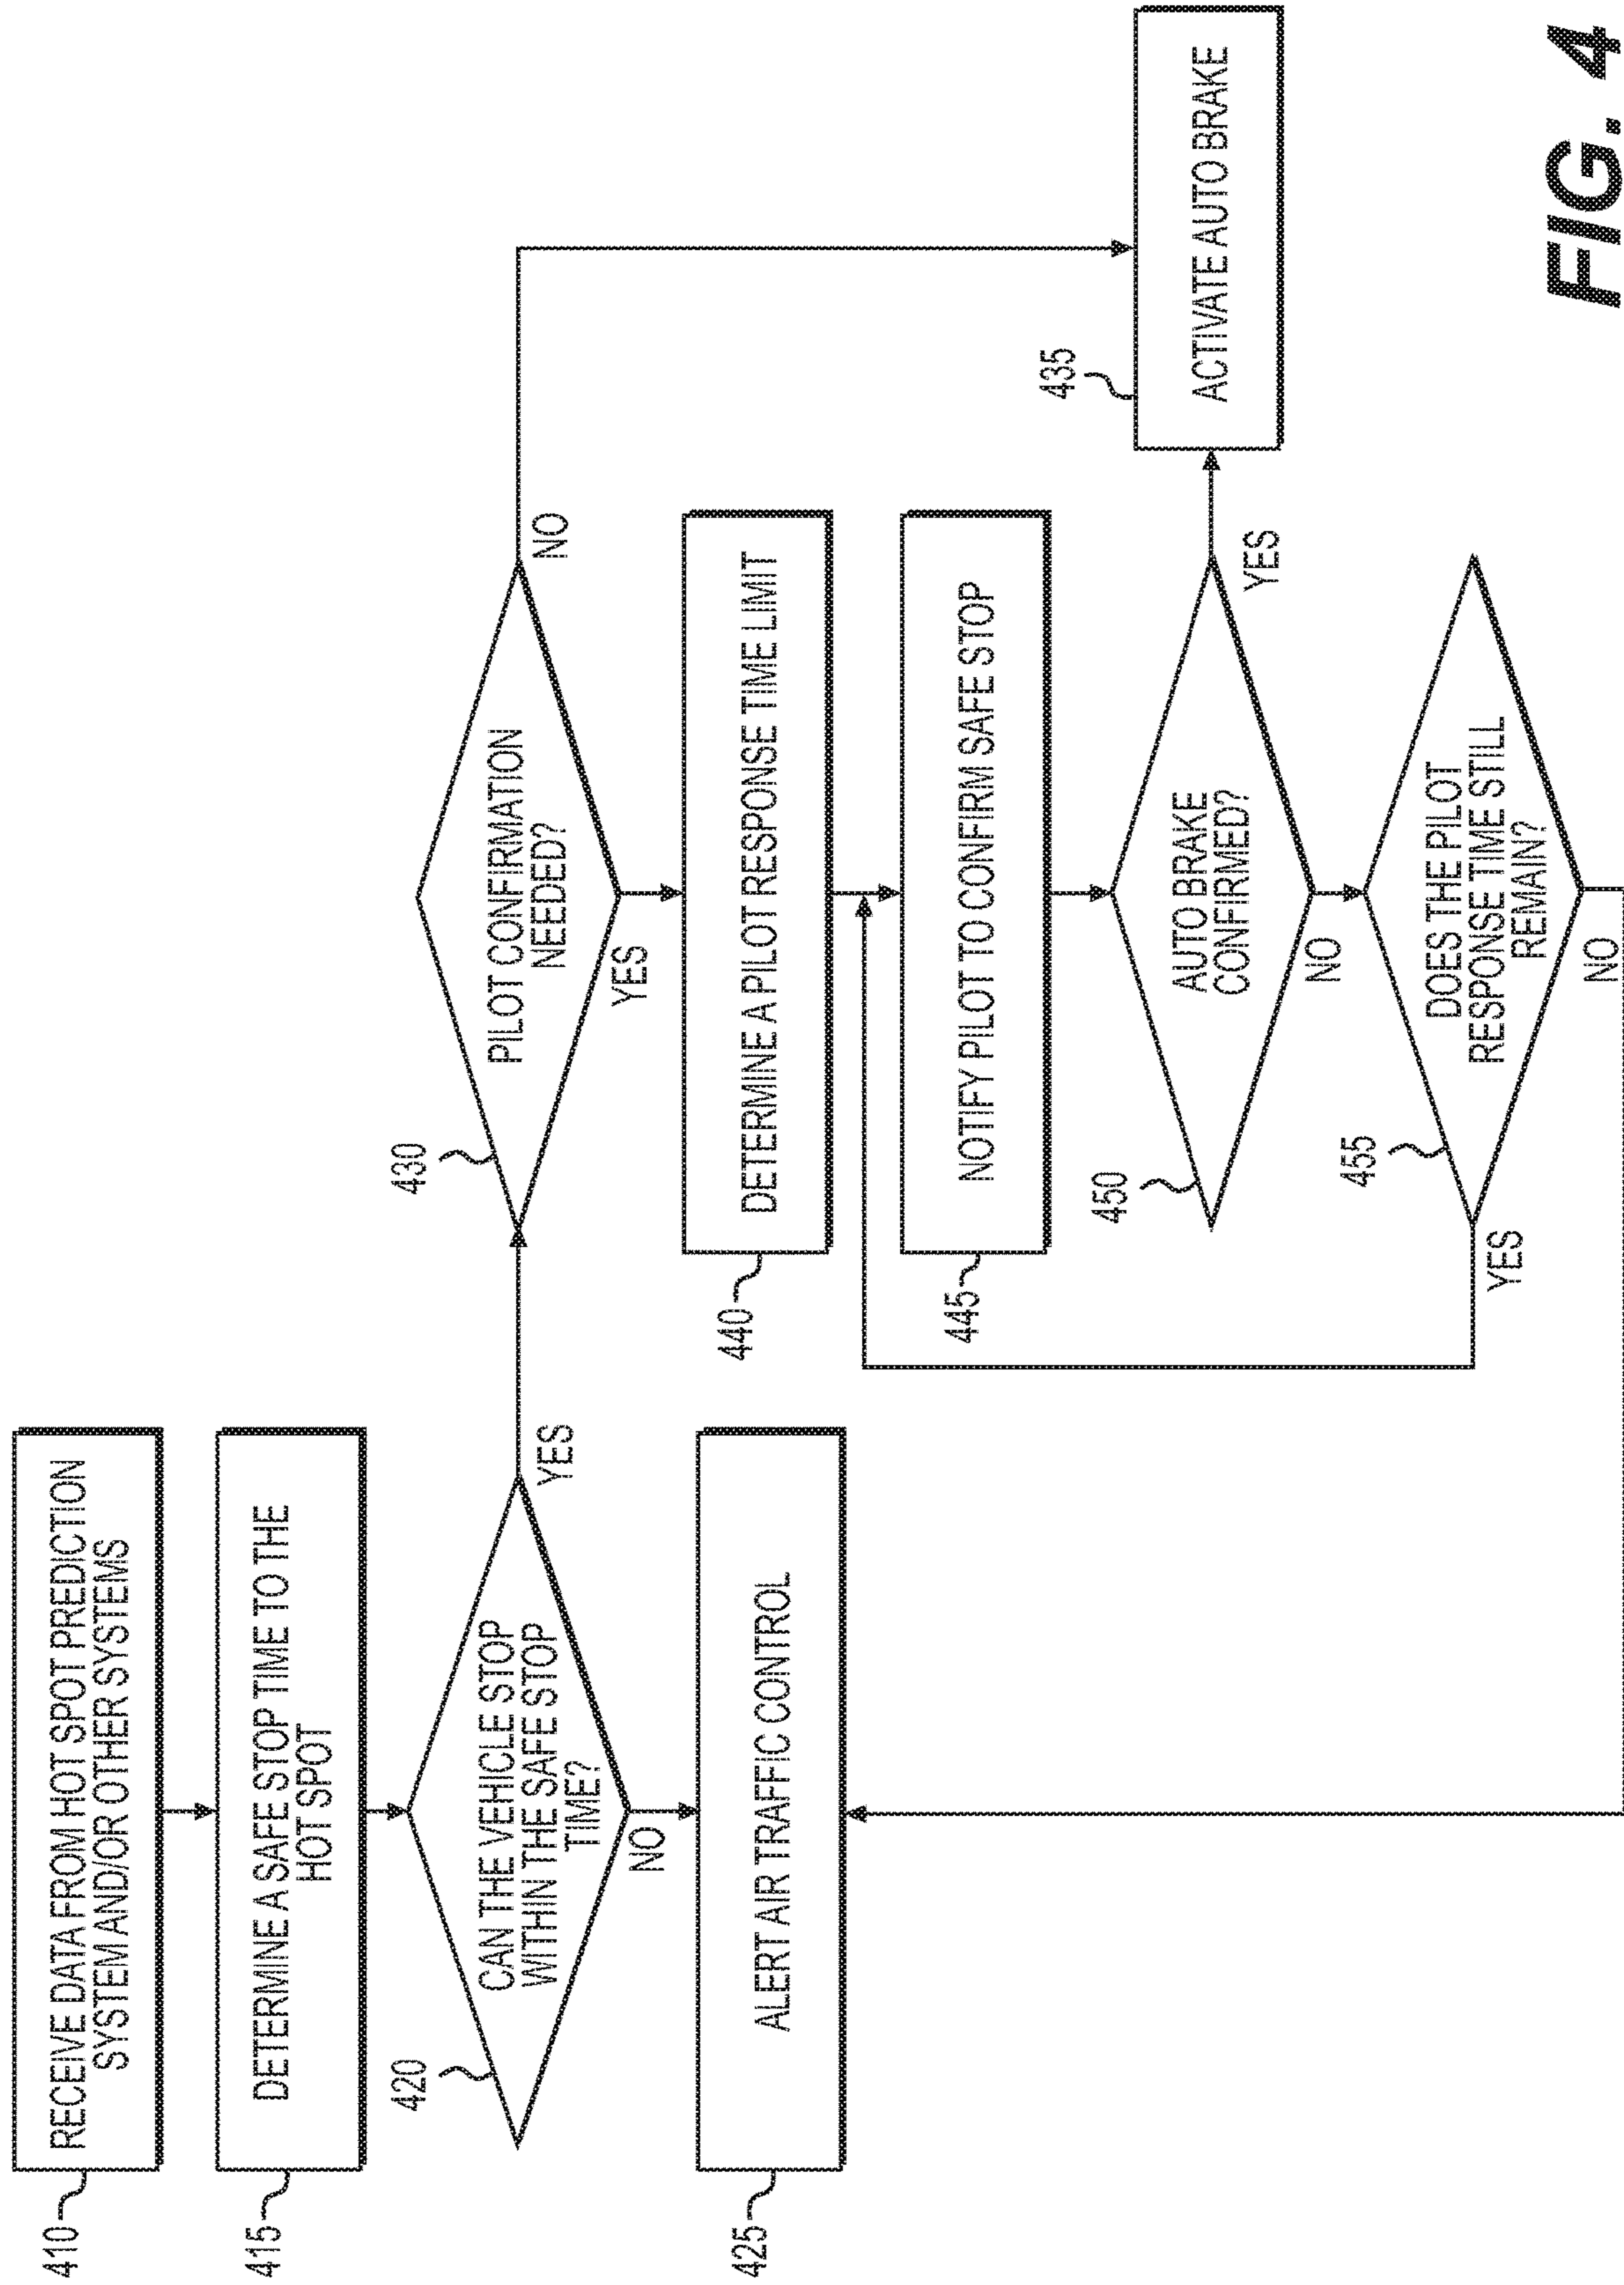 410
RECEIVE DATA FROM HOT SPOT PREDICTION
SYSTEM AND/OR OTHER SYSTEMS
415
DETERMINE A SAFE STOP TIME TO THE
HOT SPOT
420
CAN THE VEHICLE STOP
WITHIN THE SAFE STOP
TIME?
YES
NO
425
ALERT AIR TRAFFIC CONTROL
430
PILOT CONFIRMATION
NEEDED?
NO
YES
440
DETERMINE A PILOT RESPONSE TIME LIMIT
445
NOTIFY PILOT TO CONFIRM SAFE STOP
450
AUTO BRAKE
CONFIRMED?
YES
NO
435
ACTIVATE AUTO BRAKE
455
DOES THE PILOT
RESPONSE TIME STILL
REMAIN?
YES
NO
FIG. 4